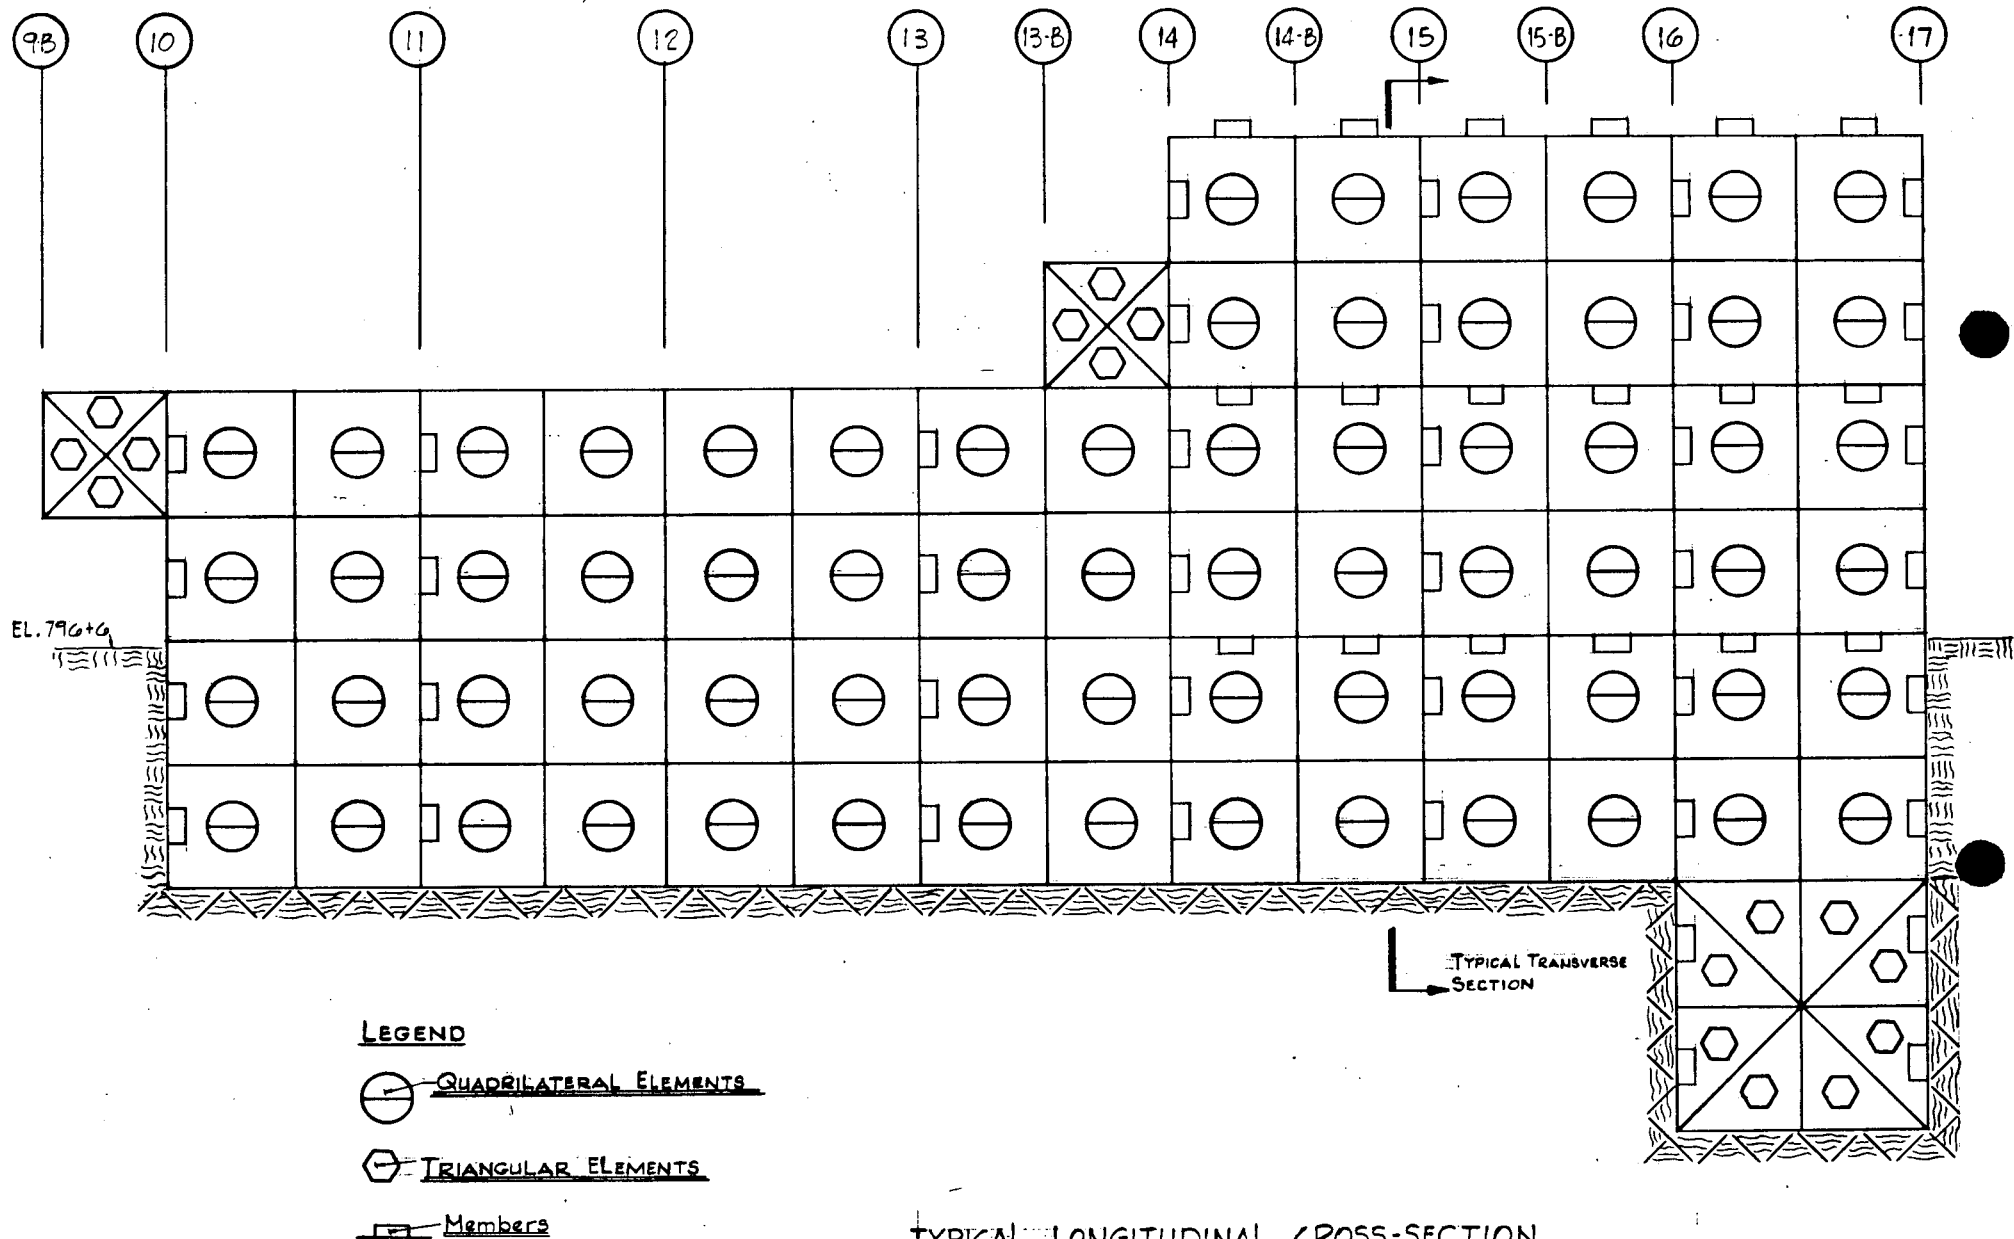 9-B 10 11 12 13 13-B 14 14-B 15 15-B 16 17
EL. 796+6
TYPICAL TRANSVERSE
SECTION
LEGEND
QUADRILATERAL ELEMENTS
TRIANGULAR ELEMENTS
Members
TYPICAL LONGITUDINAL CROSS-SECTION